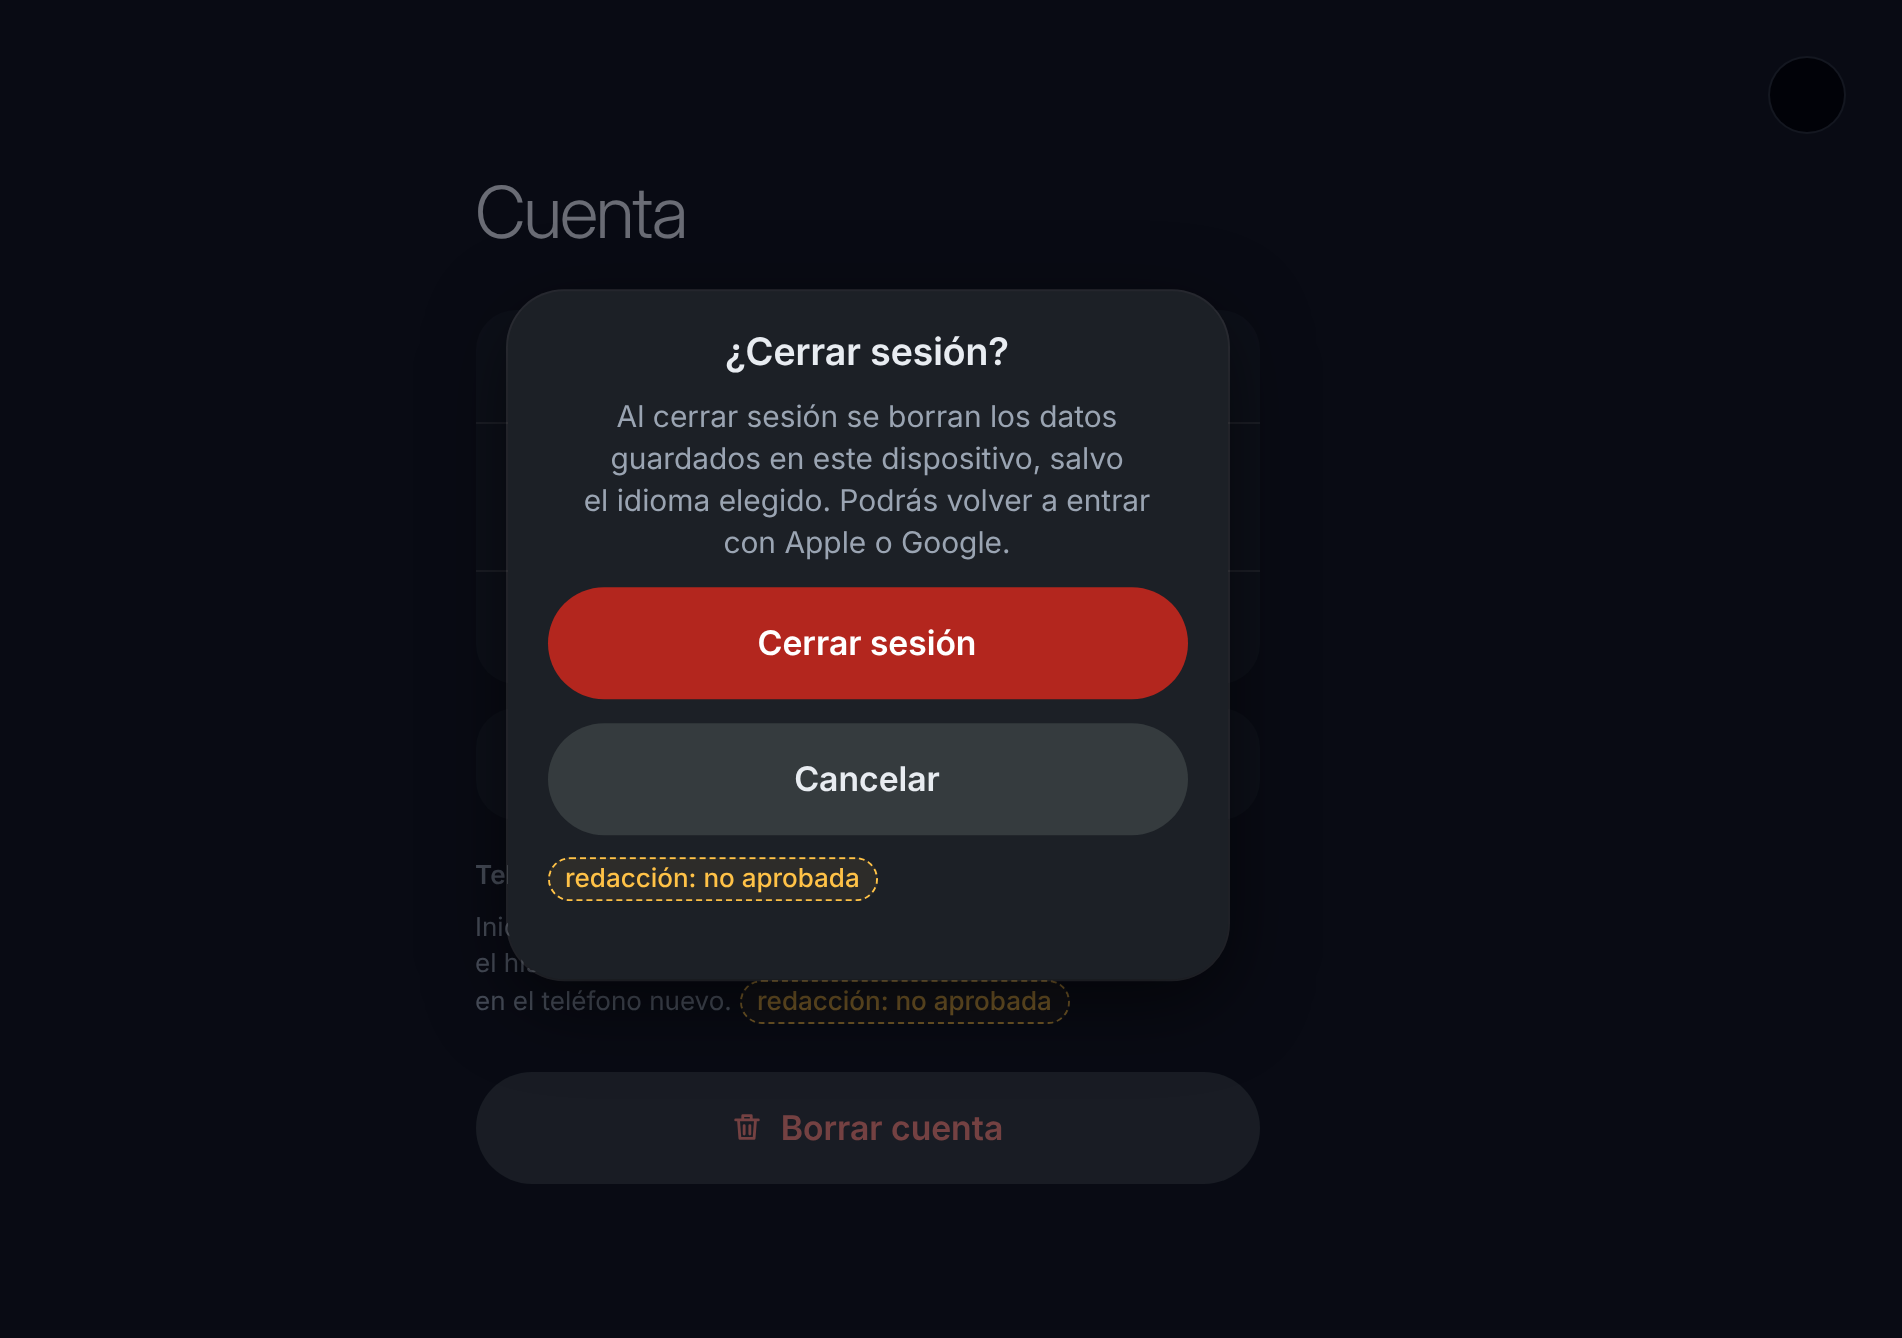 Cuenta
¿Cerrar sesión?
Al cerrar sesión se borran los datos
guardados en este dispositivo, salvo
el idioma elegido. Podrás volver a entrar
con Apple o Google.
Cerrar sesión
Cancelar
redacción: no aprobada
el
en el teléfono nuevo. redacción: no aprobada
Borrar cuenta